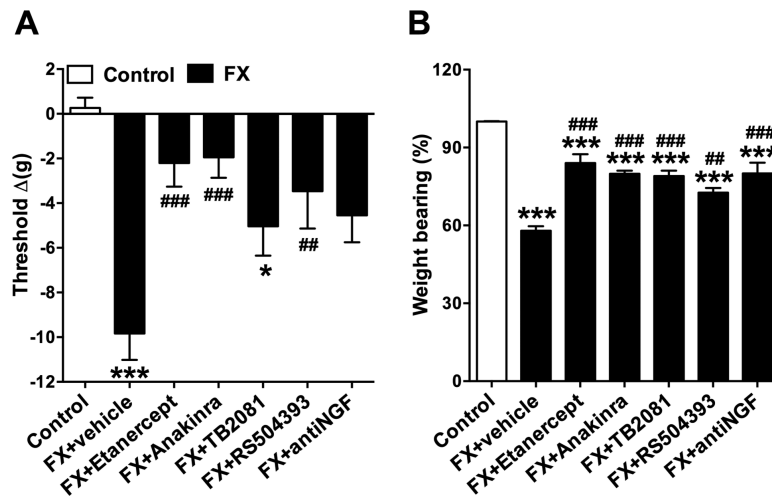 A
Control FX
Threshold Δ(g)
2
0
-2
-4
-6
-8
-10
-12
***
###
###
*
##
Control
FX+vehicle
FX+Etanercept
FX+Anakinra
FX+TB2081
FX+RS504393
FX+antiNGF
B
Weight bearing (%)
120
90
60
30
0
***
###
***
###
***
###
***
##
***
###
***
Control
FX+vehicle
FX+Etanercept
FX+Anakinra
FX+TB2081
FX+RS504393
FX+antiNGF